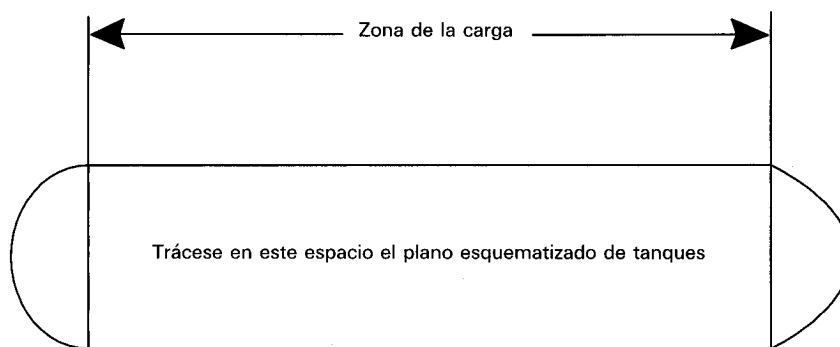 Zona de la carga
Trácese en este espacio el plano esquematizado de tanques